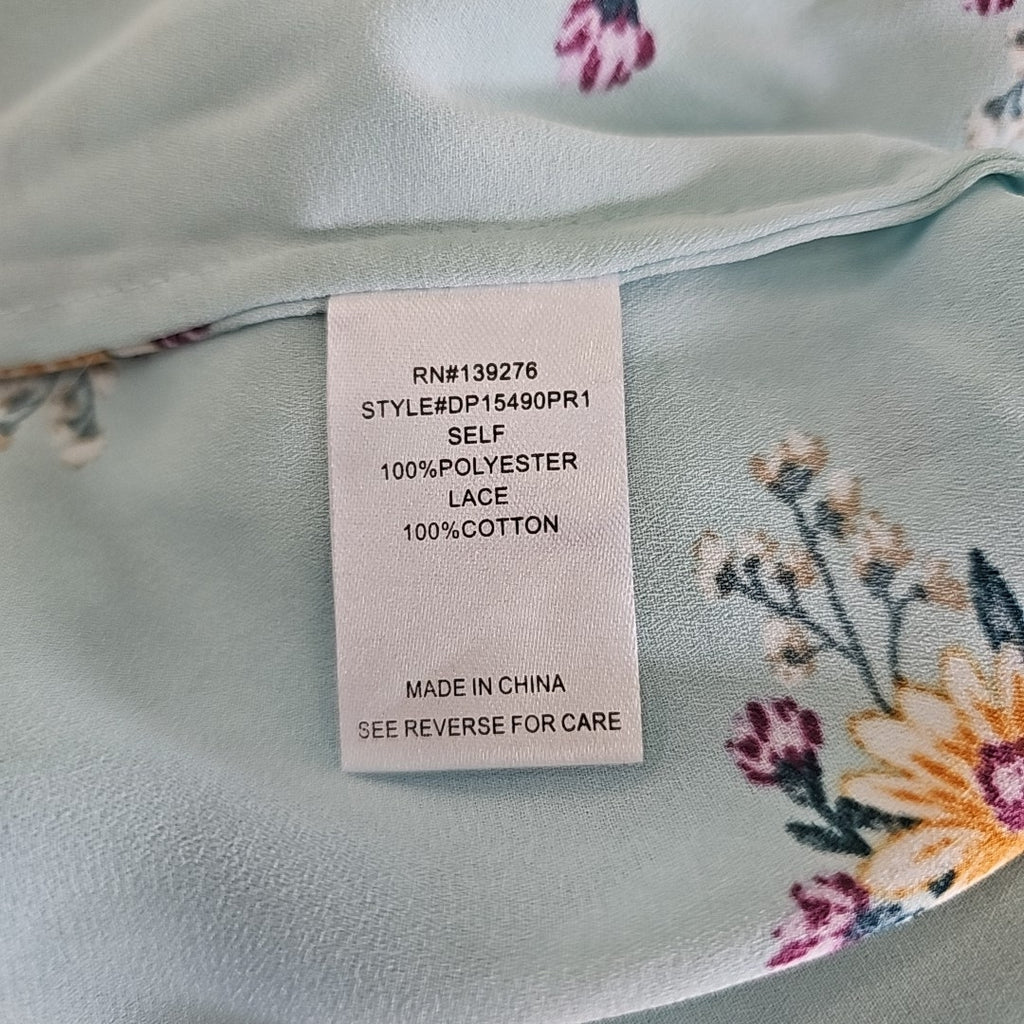 RN#139276
STYLE#DP15490PR1
SELF
100%POLYESTER
LACE
100%COTTON
MADE IN CHINA
SEE REVERSE FOR CARE